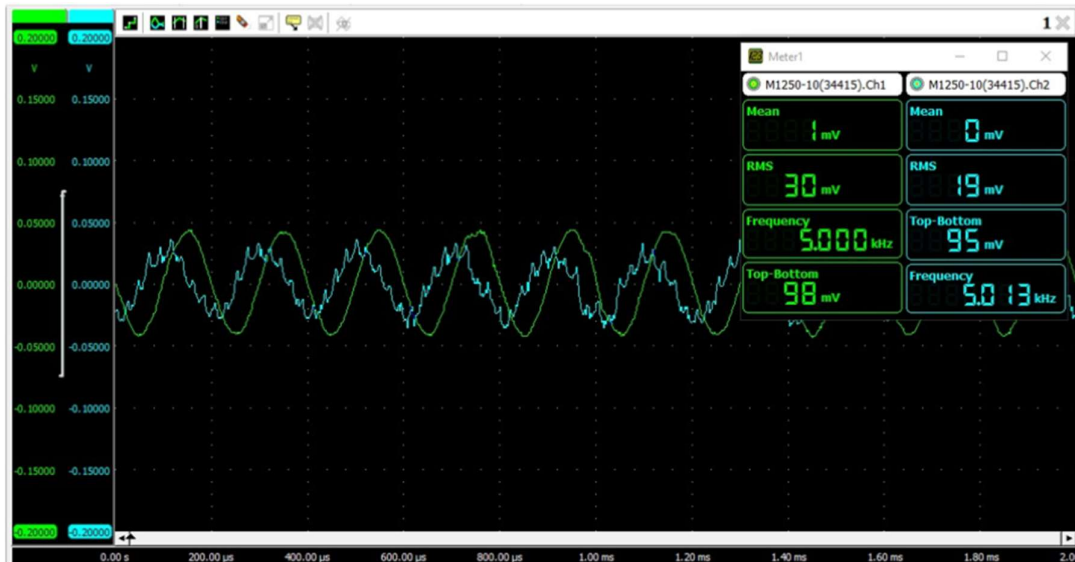 1
0.20000 0.20000
V V
0.15000 0.15000
0.10000 0.10000
0.05000 0.05000
0.00000 0.00000
-0.05000 -0.05000
-0.10000 -0.10000
-0.15000 -0.15000
-0.20000 -0.20000
0.00 s 200.00 µs 400.00 µs 600.00 µs 800.00 µs 1.00 ms 1.20 ms 1.40 ms 1.60 ms 1.80 ms 2.0
Meter1
M1250-10(34415).Ch1 M1250-10(34415).Ch2
Mean
1 mV
Mean
0 mV
RMS
30 mV
RMS
19 mV
Frequency
5.000 kHz
Top-Bottom
95 mV
Top-Bottom
98 mV
Frequency
5.013 kHz